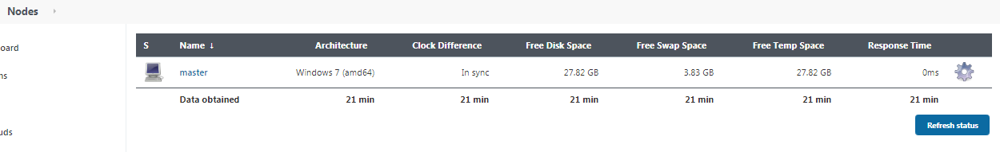 Nodes
S Name ↓ Architecture Clock Difference Free Disk Space Free Swap Space Free Temp Space Response Time
oard
master Windows 7 (amd64) In sync 27.82 GB 3.83 GB 27.82 GB 0ms
ns
Data obtained 21 min 21 min 21 min 21 min 21 min 21 min
Refresh status
uds